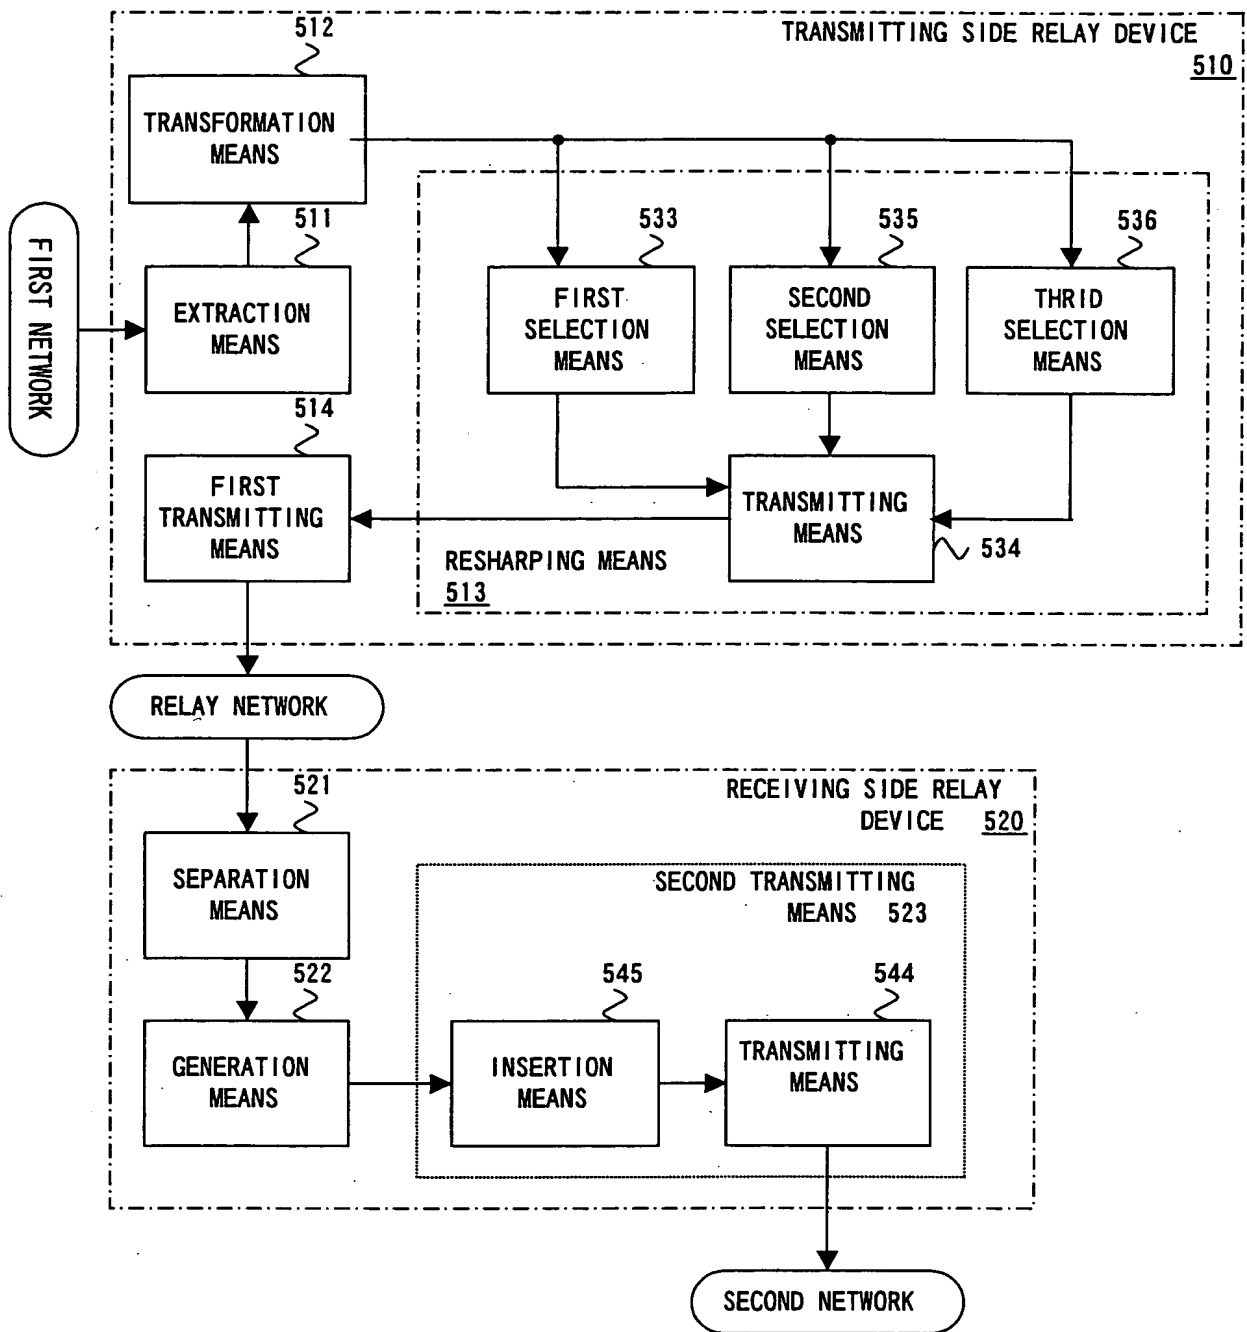 TRANSMITTING SIDE RELAY DEVICE
510
512
TRANSFORMATION
MEANS
511
EXTRACTION
MEANS
FIRST NETWORK
533
FIRST
SELECTION
MEANS
535
SECOND
SELECTION
MEANS
536
THRID
SELECTION
MEANS
514
FIRST
TRANSMITTING
MEANS
TRANSMITTING
MEANS
534
RESHARPING MEANS
513
RELAY NETWORK
RECEIVING SIDE RELAY
DEVICE 520
521
SEPARATION
MEANS
SECOND TRANSMITTING
MEANS 523
522
GENERATION
MEANS
545
INSERTION
MEANS
544
TRANSMITTING
MEANS
SECOND NETWORK